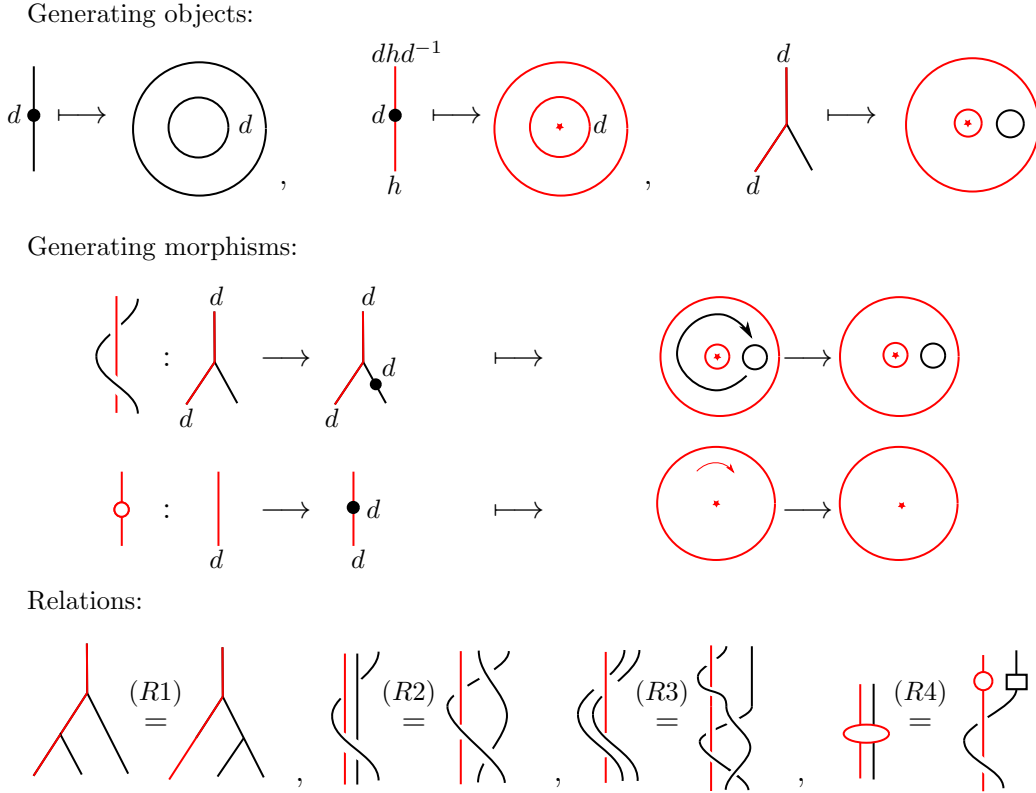 Generating objects:
dhd⁻¹ d
d d d d ,
, h d
Generating morphisms:
d d
: d
d d
:
d d
d
Relations:
(R1) (R2) (R3) (R4)
= = = =
, , ,